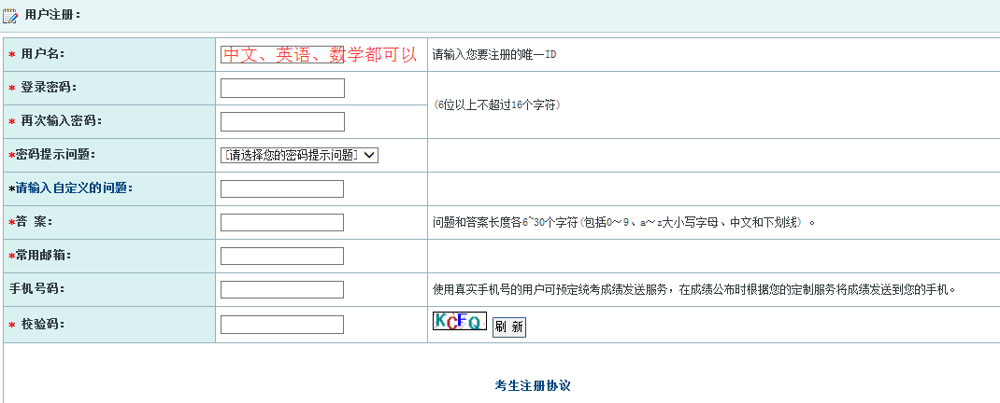 用户注册：
* 用户名： 中文、英语、数学都可以 请输入您要注册的唯一ID
* 登录密码：
(6位以上不超过16个字符)
* 再次输入密码：
*密码提示问题： [请选择您的密码提示问题]
*请输入自定义的问题：
*答 案： 问题和答案长度各6~30个字符(包括0～9、a～z大小写字母、中文和下划线) 。
*常用邮箱：
手机号码： 使用真实手机号的用户可预定统考成绩发送服务，在成绩公布时根据您的定制服务将成绩发送到您的手机。
* 校验码： KCFQ 刷 新
考生注册协议